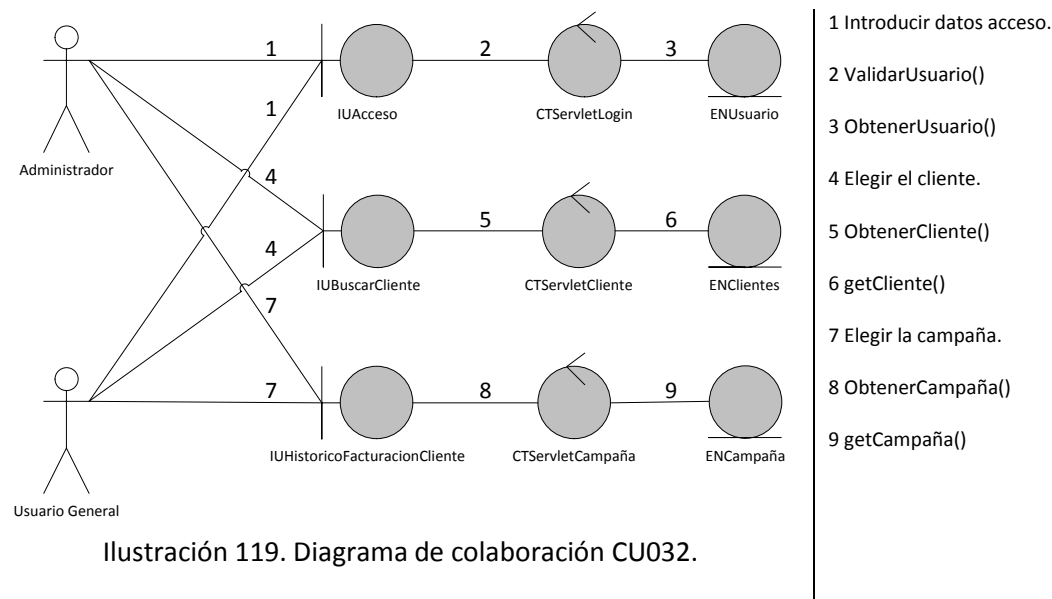 1
2
3
IUAcceso
CTServletLogin
ENUsuario
1
Administrador
4
5
6
4
IUBuscarCliente
CTServletCliente
ENClientes
7
7
8
9
IUHistoricoFacturacionCliente
CTServletCampaña
ENCampaña
Usuario General
1 Introducir datos acceso.
2 ValidarUsuario()
3 ObtenerUsuario()
4 Elegir el cliente.
5 ObtenerCliente()
6 getCliente()
7 Elegir la campaña.
8 ObtenerCampaña()
9 getCampaña()
Ilustración 119. Diagrama de colaboración CU032.